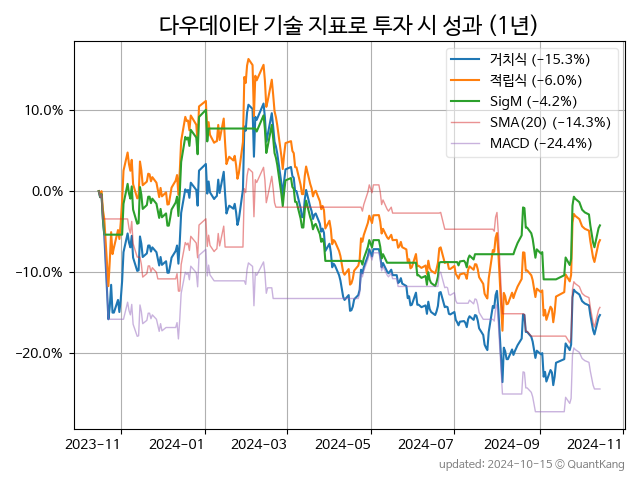 다우데이타 기술 지표로 투자 시 성과 (1년)
거치식 (−15.3%)
적립식 (−6.0%)
SigM (−4.2%)
SMA(20) (−14.3%)
MACD (−24.4%)
10.0%
0.0%
−10.0%
−20.0%
2023−11 2024−01 2024−03 2024−05 2024−07 2024−09 2024−11
updated: 2024-10-15 © QuantKang